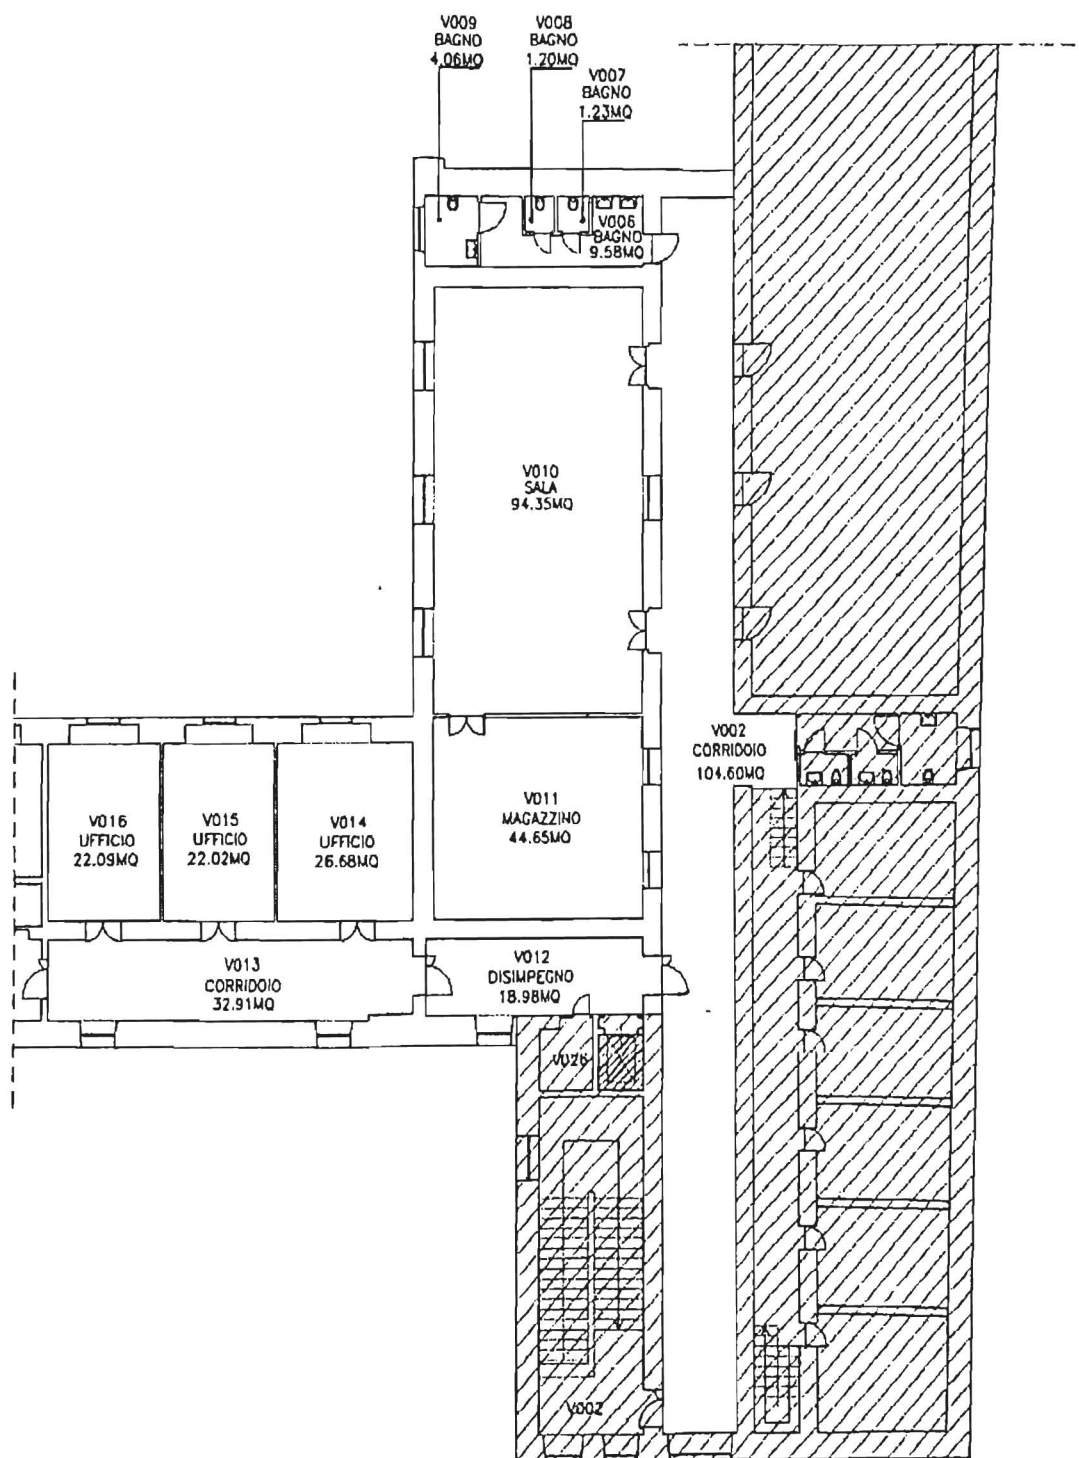 V009
BAGNO
4.06MQ
V008
BAGNO
1.20MQ
V007
BAGNO
1.23MQ
V006
BAGNO
9.58MQ
V010
SALA
94.35MQ
V002
CORRIDOIO
104.60MQ
V011
MAGAZZINO
44.65MQ
V016
UFFICIO
22.09MQ
V015
UFFICIO
22.02MQ
V014
UFFICIO
26.68MQ
V013
CORRIDOIO
32.91MQ
V012
DISIMPEGNO
18.98MQ
V026
V002